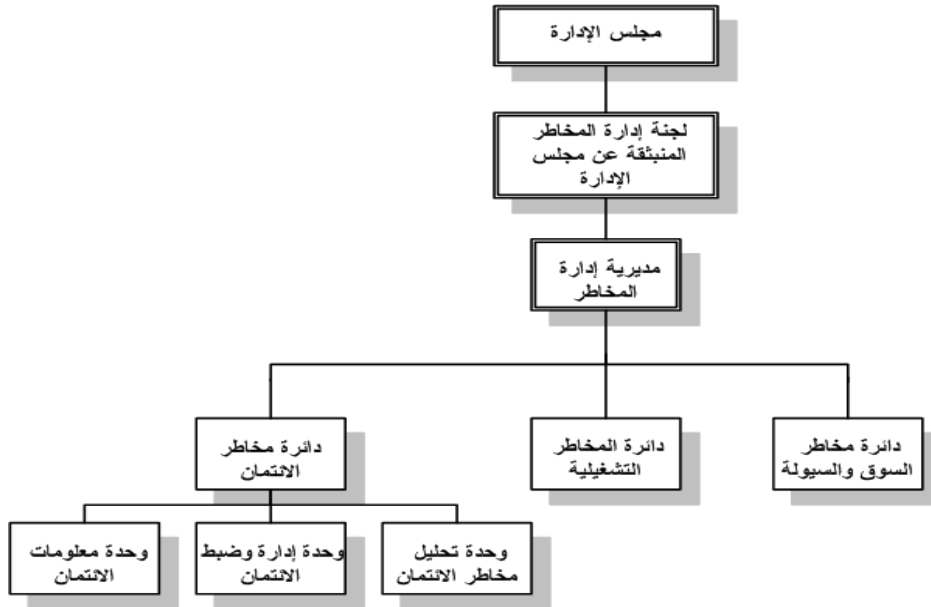 مجلس الإدارة
لجنة إدارة المخاطر
المنبثقة عن مجلس
الإدارة
مديرية إدارة
المخاطر
دائرة مخاطر
السوق والسيولة
دائرة المخاطر
التشغيلية
دائرة مخاطر
الائتمان
وحدة تحليل
مخاطر الائتمان
وحدة إدارة وضبط
الائتمان
وحدة معلومات
الائتمان